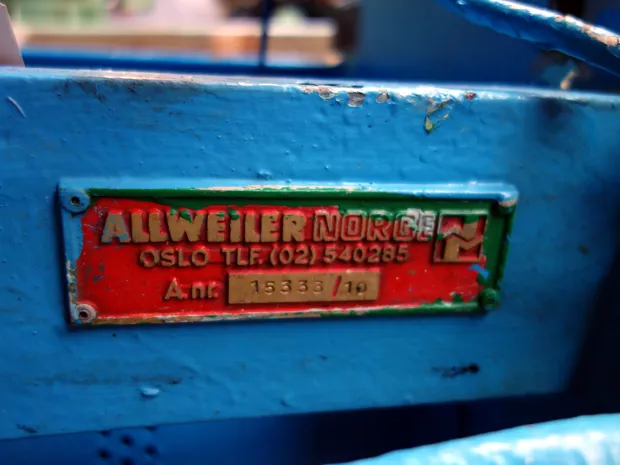 ALLWEILER NORGE
OSLO TLF. (02) 540285
A.nr. 15333/10